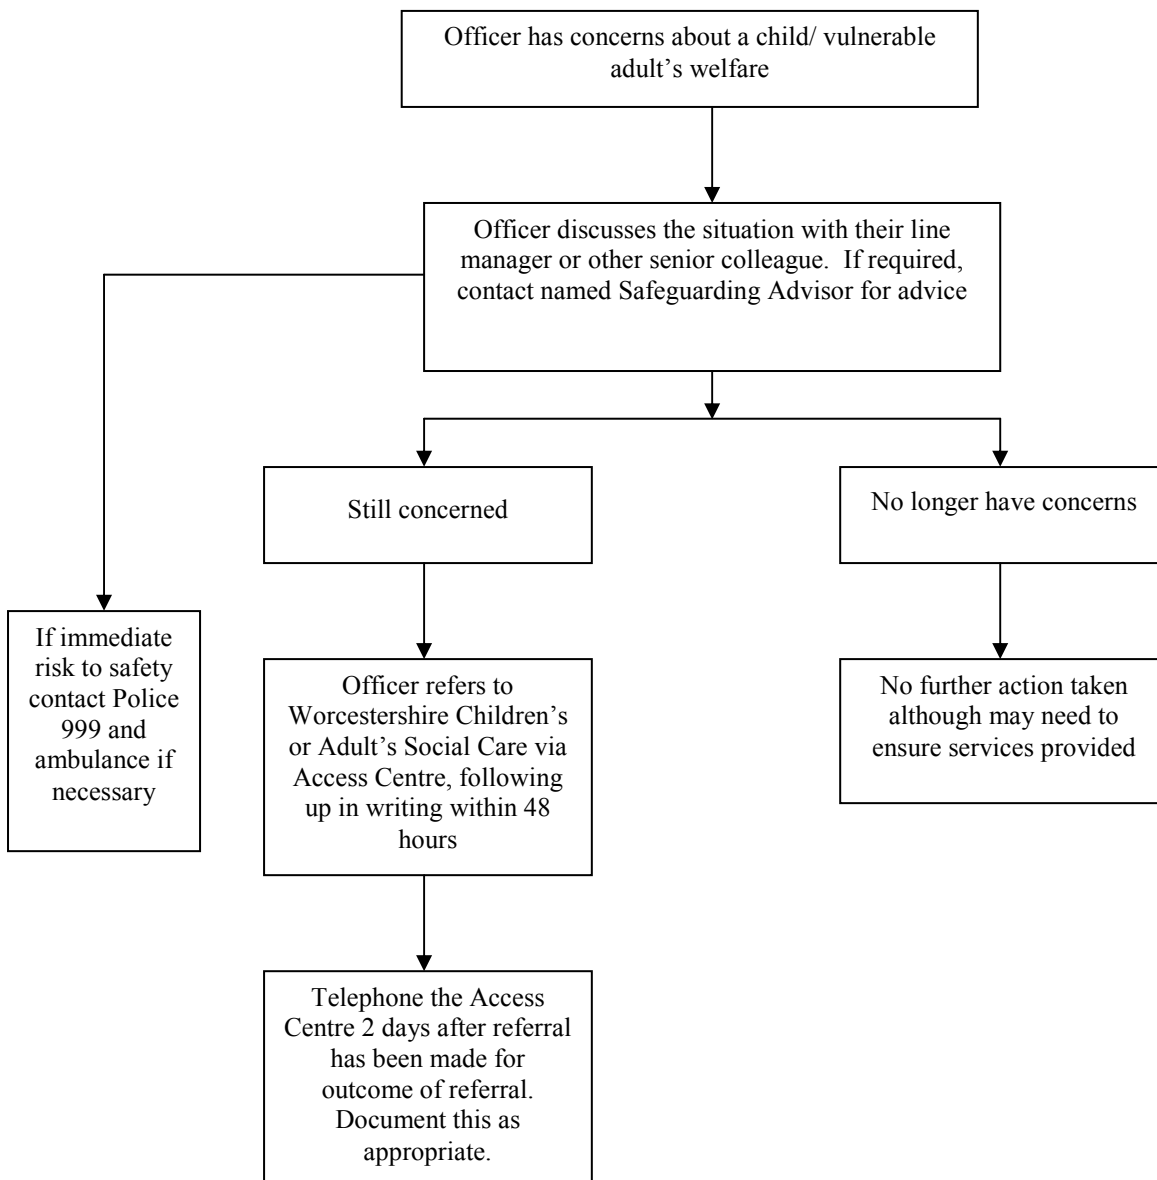 Officer has concerns about a child/ vulnerable
adult’s welfare
Officer discusses the situation with their line
manager or other senior colleague.  If required,
contact named Safeguarding Advisor for advice
Still concerned
No longer have concerns
If immediate
risk to safety
contact Police
999 and
ambulance if
necessary
Officer refers to
Worcestershire Children’s
or Adult’s Social Care via
Access Centre, following
up in writing within 48
hours
No further action taken
although may need to
ensure services provided
Telephone the Access
Centre 2 days after referral
has been made for
outcome of referral.
Document this as
appropriate.